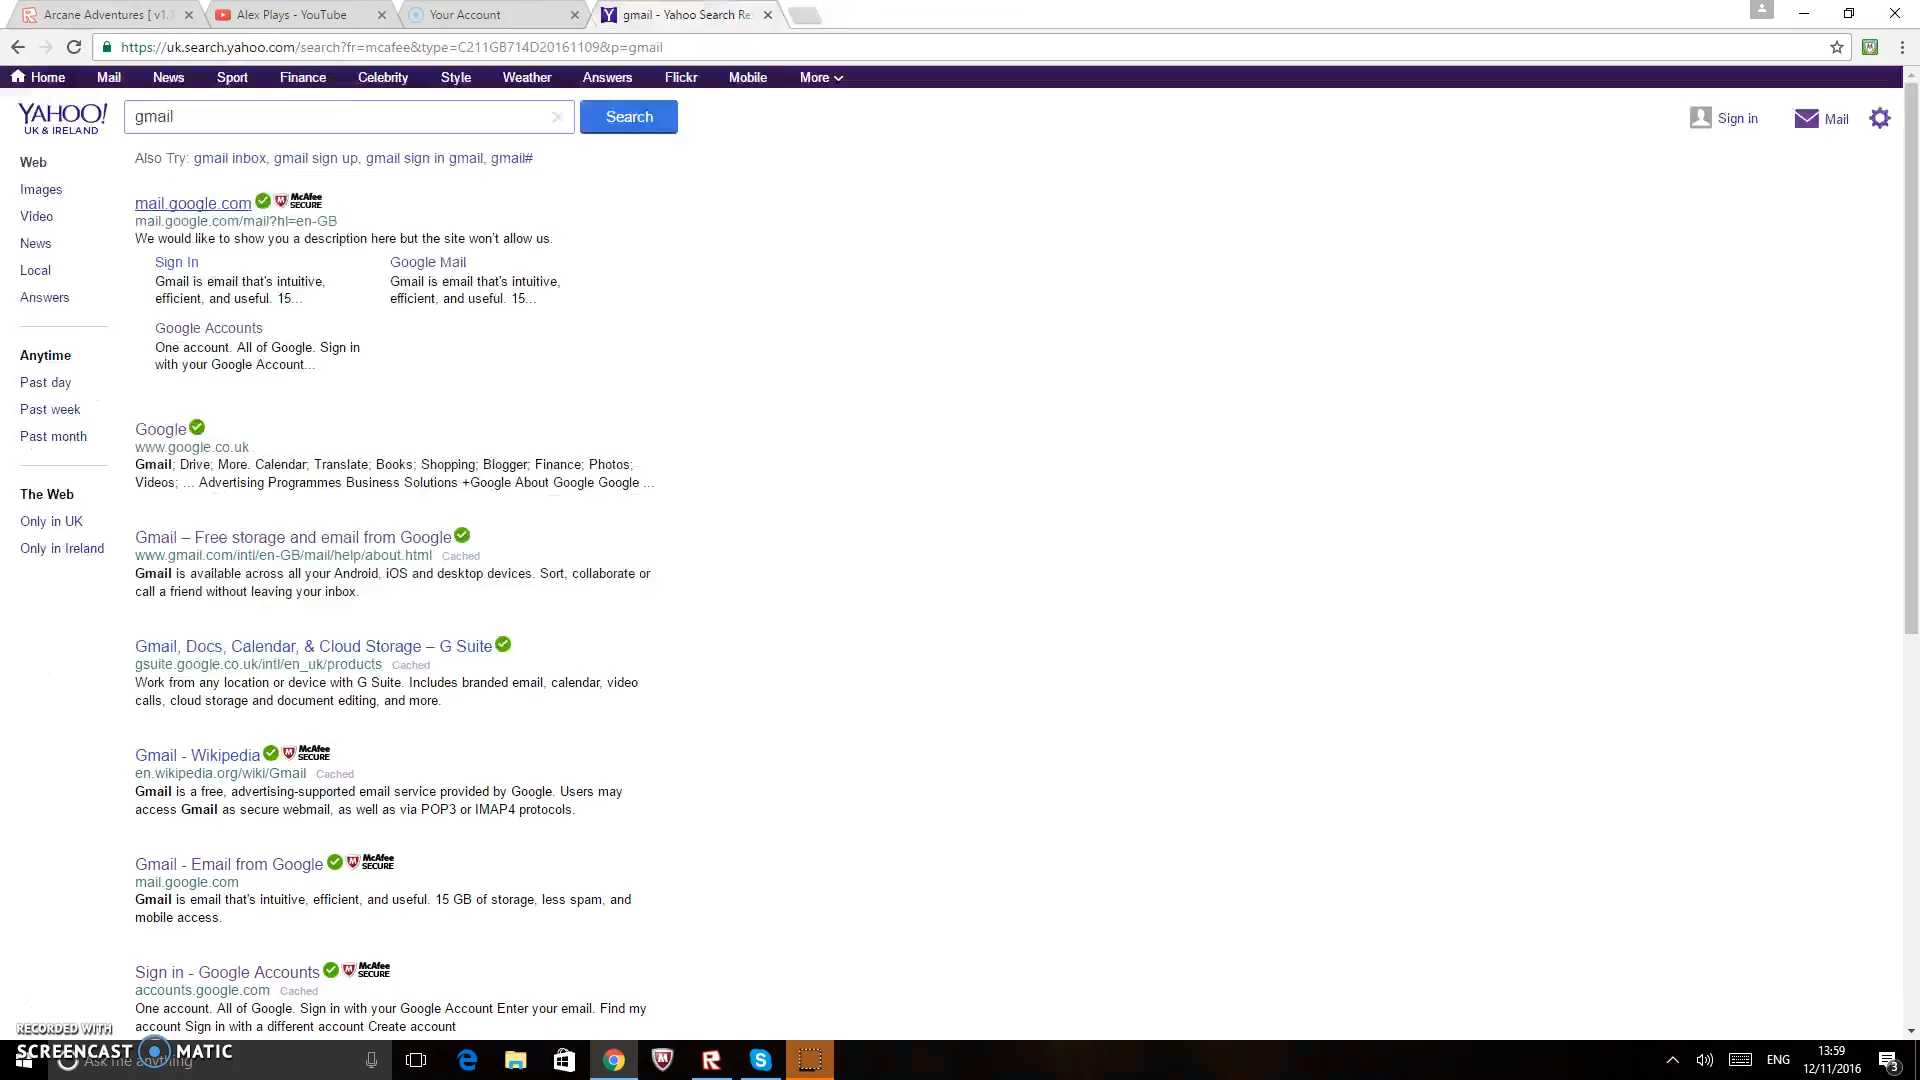 Arcane Adventures [ v1.
Alex Plays - YouTube
Your Account
gmail - Yahoo Search Re
https://uk.search.yahoo.com/search?fr=mcafee&type=C211GB714D20161109&p=gmail
Home Mail News Sport Finance Celebrity Style Weather Answers Flickr Mobile More
YAHOO!
UK & IRELAND
gmail
Search
Sign in
Mail
Also Try: gmail inbox, gmail sign up, gmail sign in gmail, gmail#
Web
Images
Video
News
Local
Answers
Anytime
Past day
Past week
Past month
The Web
Only in UK
Only in Ireland
mail.google.com McAfee SECURE
mail.google.com/mail?hl=en-GB
We would like to show you a description here but the site won't allow us.
Sign In
Gmail is email that's intuitive,
efficient, and useful. 15...
Google Mail
Gmail is email that's intuitive,
efficient, and useful. 15...
Google Accounts
One account. All of Google. Sign in
with your Google Account...
Google
www.google.co.uk
Gmail; Drive; More. Calendar; Translate; Books; Shopping; Blogger; Finance; Photos;
Videos; ... Advertising Programmes Business Solutions +Google About Google Google ...
Gmail – Free storage and email from Google
www.gmail.com/intl/en-GB/mail/help/about.html Cached
Gmail is available across all your Android, iOS and desktop devices. Sort, collaborate or
call a friend without leaving your inbox.
Gmail, Docs, Calendar, & Cloud Storage – G Suite
gsuite.google.co.uk/intl/en_uk/products Cached
Work from any location or device with G Suite. Includes branded email, calendar, video
calls, cloud storage and document editing, and more.
Gmail - Wikipedia McAfee SECURE
en.wikipedia.org/wiki/Gmail Cached
Gmail is a free, advertising-supported email service provided by Google. Users may
access Gmail as secure webmail, as well as via POP3 or IMAP4 protocols.
Gmail - Email from Google McAfee SECURE
mail.google.com
Gmail is email that's intuitive, efficient, and useful. 15 GB of storage, less spam, and
mobile access.
Sign in - Google Accounts McAfee SECURE
accounts.google.com Cached
One account. All of Google. Sign in with your Google Account Enter your email. Find my
account Sign in with a different account Create account
RECORDED WITH
SCREENCAST MATIC
Ask me anything
ENG
13:59
12/11/2016
3